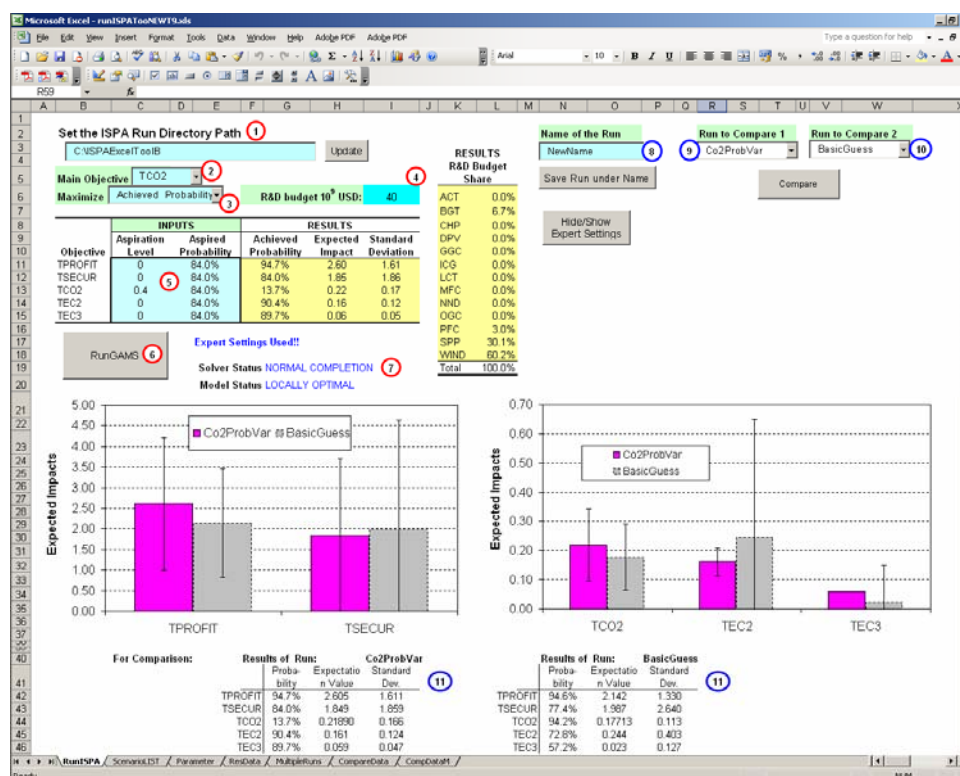 Microsoft Excel - runISPATooNEWT9.xls
File Edit View Insert Format Tools Data Window Help Adobe PDF Adobe PDF
Type a question for help
Arial 10 B I U
R59 fx
A B C D E F G H I J K L M N O P Q R S T U V W X
Set the ISPA Run Directory Path 1
C:\ISPAExcelToolB Update
Main Objective TCO2 2
Maximize Achieved Probability 3
R&D budget 10^9 USD: 40 4
INPUTS RESULTS
Objective Aspiration Level Aspired Probability Achieved Probability Expected Impact Standard Deviation
TPROFIT 0 84.0% 94.7% 2.60 1.61
TSECUR 0 84.0% 84.0% 1.85 1.86
TCO2 0.4 84.0% 13.7% 0.22 0.17
TEC2 0 84.0% 90.4% 0.16 0.12
TEC3 0 84.0% 89.7% 0.06 0.05
5
RunGAMS 6
Expert Settings Used!!
Solver Status NORMAL COMPLETION 7
Model Status LOCALLY OPTIMAL
RESULTS
R&D Budget
Share
ACT 0.0%
BGT 6.7%
CHP 0.0%
DPV 0.0%
GGC 0.0%
ICG 0.0%
LCT 0.0%
MFC 0.0%
NND 0.0%
OGC 0.0%
PFC 3.0%
SPP 30.1%
WIND 60.2%
Total 100.0%
Name of the Run
NewName 8
Save Run under Name
Hide/Show
Expert Settings
Run to Compare 1
9 Co2ProbVar
Run to Compare 2
BasicGuess 10
Compare
Expected Impacts
5.00
4.50
4.00
3.50
3.00
2.50
2.00
1.50
1.00
0.50
0.00
Co2ProbVar BasicGuess
TPROFIT TSECUR
Expected Impacts
0.70
0.60
0.50
0.40
0.30
0.20
0.10
0.00
Co2ProbVar
BasicGuess
TCO2 TEC2 TEC3
For Comparison:
Results of Run: Co2ProbVar
Proba- Expectatio Standard
bility n Value Dev. 11
TPROFIT 94.7% 2.605 1.611
TSECUR 84.0% 1.849 1.859
TCO2 13.7% 0.21890 0.166
TEC2 90.4% 0.161 0.124
TEC3 89.7% 0.059 0.047
Results of Run: BasicGuess
Proba- Expectatio Standard
bility n Value Dev. 11
TPROFIT 94.6% 2.142 1.330
TSECUR 77.4% 1.987 2.640
TCO2 94.2% 0.17713 0.113
TEC2 72.8% 0.244 0.403
TEC3 57.2% 0.023 0.127
RunISPA ScenarioLIST Parameter ResData MultipleRuns CompareData CompDataM